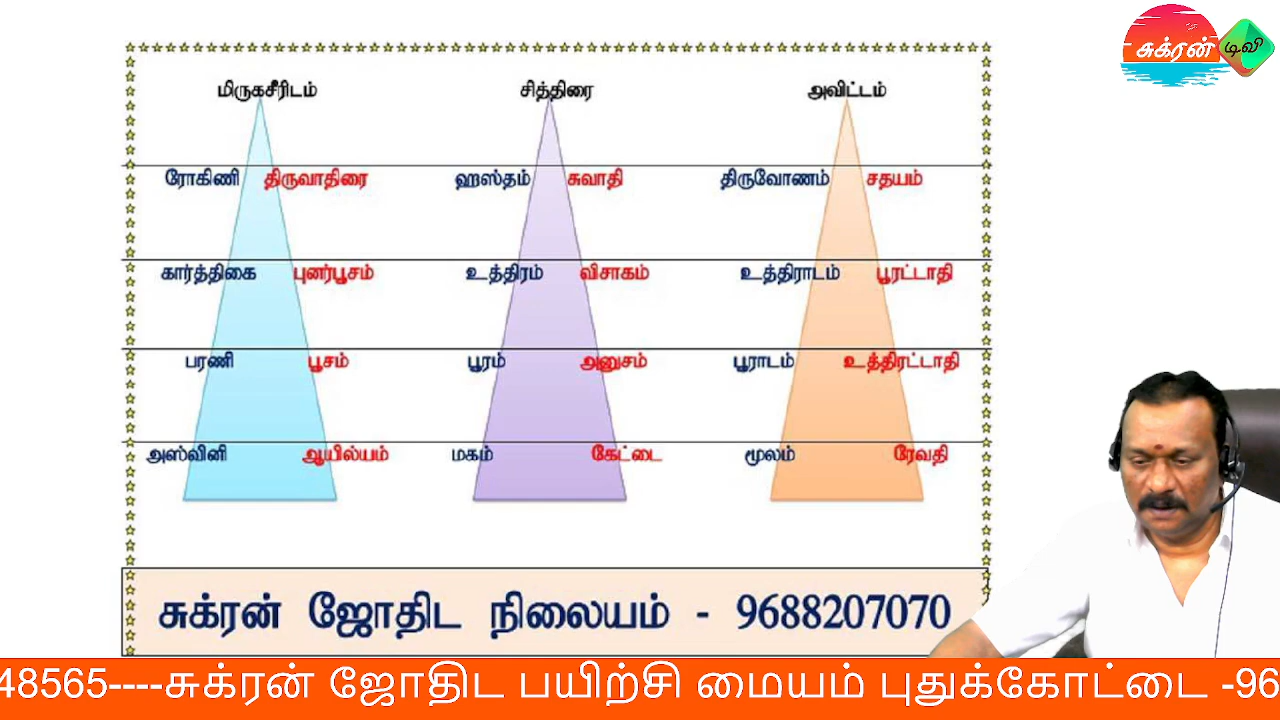 சுக்ரன் டிவி
மிருகசீரிடம் சித்திரை அவிட்டம்
ரோகிணி திருவாதிரை ஹஸ்தம் சுவாதி திருவோணம் சதயம்
கார்த்திகை புனர்பூசம் உத்திரம் விசாகம் உத்திராடம் பூரட்டாதி
பரணி பூசம் பூரம் அனுசம் பூராடம் உத்திரட்டாதி
அஸ்வினி ஆயில்யம் மகம் கேட்டை மூலம் ரேவதி
சுக்ரன் ஜோதிட நிலையம் - 9688207070
48565----சுக்ரன் ஜோதிட பயிற்சி மையம் புதுக்கோட்டை -96